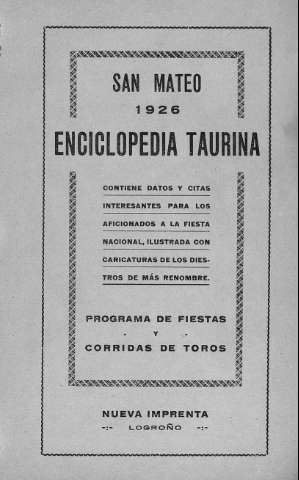 SAN MATEO
1926
ENCICLOPEDIA TAURINA
CONTIENE DATOS Y CITAS
INTERESANTES PARA LOS
AFICIONADOS A LA FIESTA
NACIONAL, ILUSTRADA CON
CARICATURAS DE LOS DIES-
TROS DE MÁS RENOMBRE.
PROGRAMA DE FIESTAS
Y
CORRIDAS DE TOROS
NUEVA IMPRENTA
-:- LOGROÑO -:-